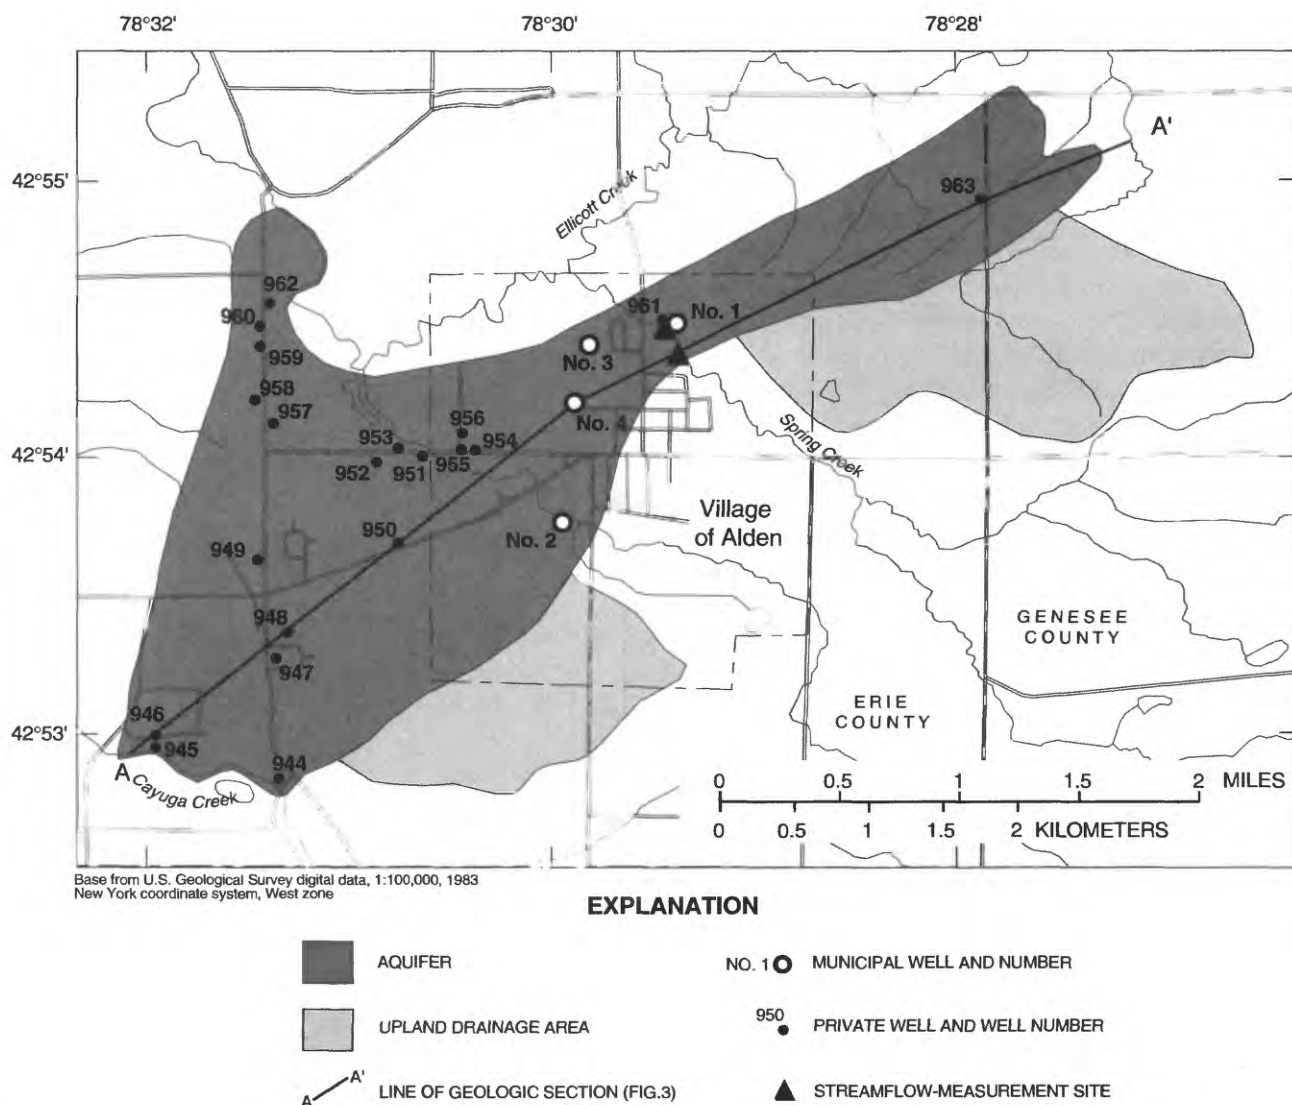 78°32'
78°30'
78°28'
A'
42°55'
Ellicott Creek
963
962
960
961
No. 1
959
No. 3
958
957
956
No. 4
953
954
42°54'
952
951
955
Spring Creek
Village
of Alden
950
No. 2
949
948
GENESEE
COUNTY
947
946
ERIE
COUNTY
42°53'
945
944
A
Cayuga Creek
0 0.5 1 1.5 2 MILES
0 0.5 1 1.5 2 KILOMETERS
Base from U.S. Geological Survey digital data, 1:100,000, 1983
New York coordinate system, West zone
EXPLANATION
AQUIFER
NO. 1 MUNICIPAL WELL AND NUMBER
UPLAND DRAINAGE AREA
950 PRIVATE WELL AND WELL NUMBER
A A' LINE OF GEOLOGIC SECTION (FIG.3)
STREAMFLOW-MEASUREMENT SITE